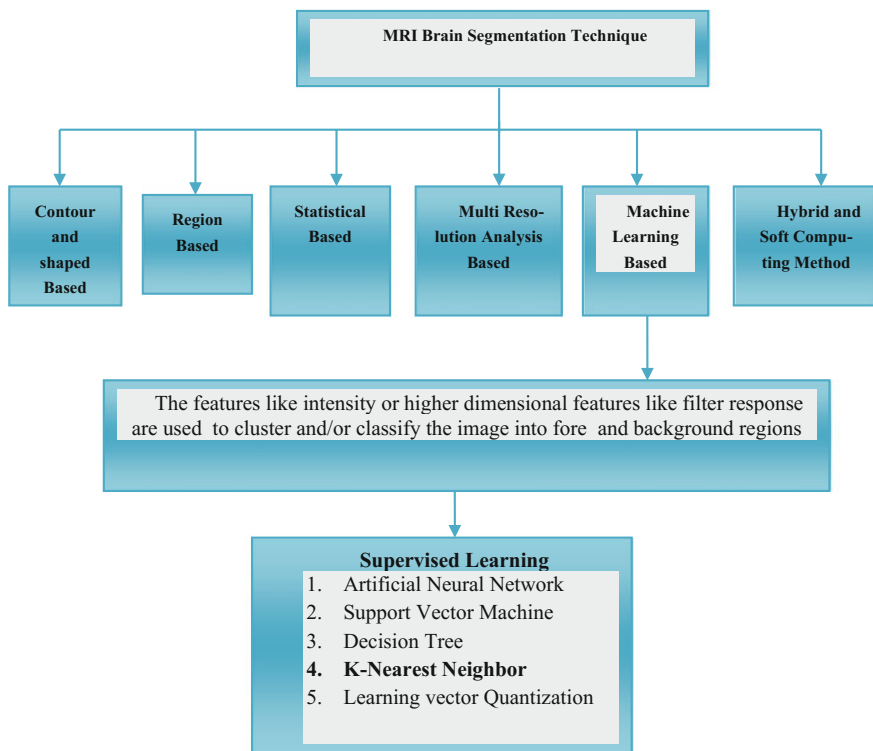 MRI Brain Segmentation Technique
Contour
and
shaped
Based
Region
Based
Statistical
Based
Multi Reso-
lution Analysis
Based
Machine
Learning
Based
Hybrid and
Soft Compu-
ting Method
The features like intensity or higher dimensional features like filter response
are used to cluster and/or classify the image into fore and background regions
Supervised Learning
1. Artificial Neural Network
2. Support Vector Machine
3. Decision Tree
4. K-Nearest Neighbor
5. Learning vector Quantization